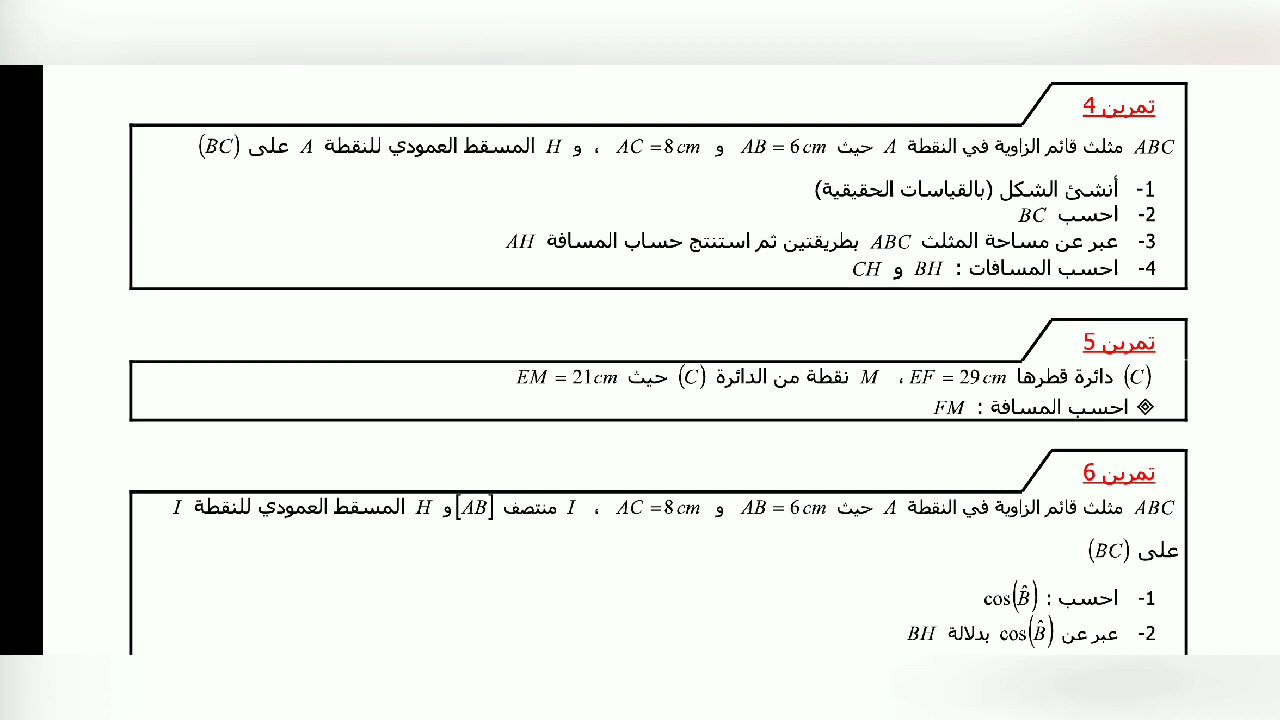 تمرين 4
ABC مثلث قائم الزاوية في النقطة A حيث AB = 6cm و AC = 8cm ، و H المسقط العمودي للنقطة A على (BC)
1- أنشئ الشكل (بالقياسات الحقيقية)
2- احسب BC
3- عبر عن مساحة المثلث ABC بطريقتين ثم استنتج حساب المسافة AH
4- احسب المسافات : BH و CH
تمرين 5
(C) دائرة قطرها EF = 29cm ، M نقطة من الدائرة (C) حيث EM = 21cm
◈ احسب المسافة : FM
تمرين 6
ABC مثلث قائم الزاوية في النقطة A حيث AB = 6cm و AC = 8cm ، I منتصف [AB] و H المسقط العمودي للنقطة I
على (BC)
1- احسب : cos(B̂)
2- عبر عن cos(B̂) بدلالة BH